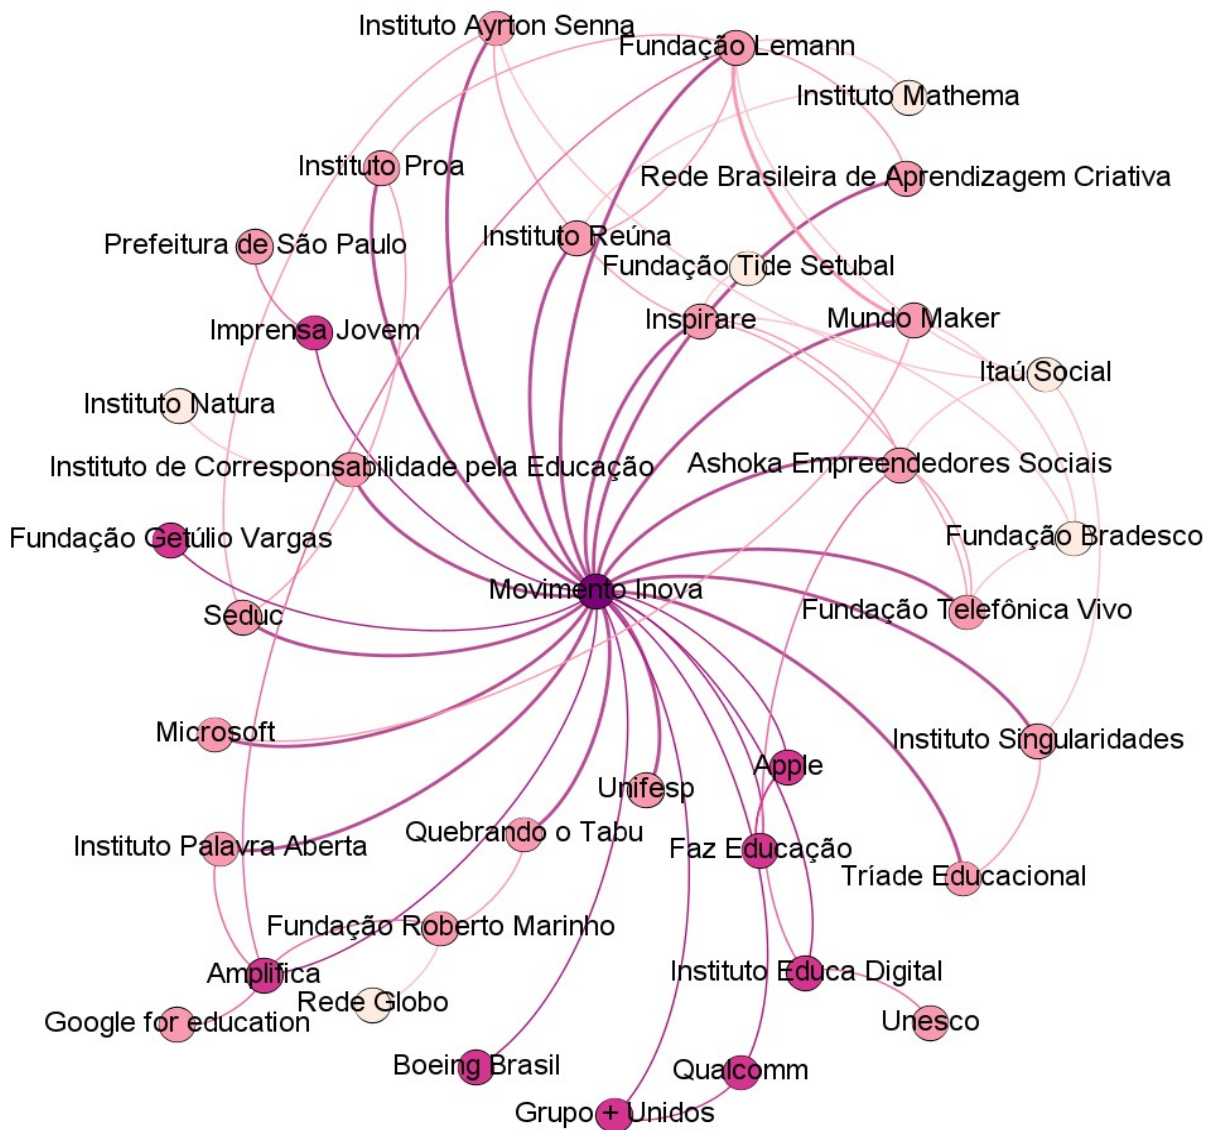 Instituto Ayrton Senna
Fundação Lemann
Instituto Mathema
Instituto Proa
Rede Brasileira de Aprendizagem Criativa
Prefeitura de São Paulo
Instituto Reúna
Fundação Tide Setubal
Imprensa Jovem
Inspirare
Mundo Maker
Itaú Social
Instituto Natura
Instituto de Corresponsabilidade pela Educação
Ashoka Empreendedores Sociais
Fundação Getúlio Vargas
Fundação Bradesco
Movimento Inova
Seduc
Fundação Telefônica Vivo
Microsoft
Instituto Singularidades
Apple
Unifesp
Instituto Palavra Aberta
Quebrando o Tabu
Faz Educação
Tríade Educacional
Fundação Roberto Marinho
Amplifica
Instituto Educa Digital
Rede Globo
Google for education
Unesco
Boeing Brasil
Qualcomm
Grupo + Unidos